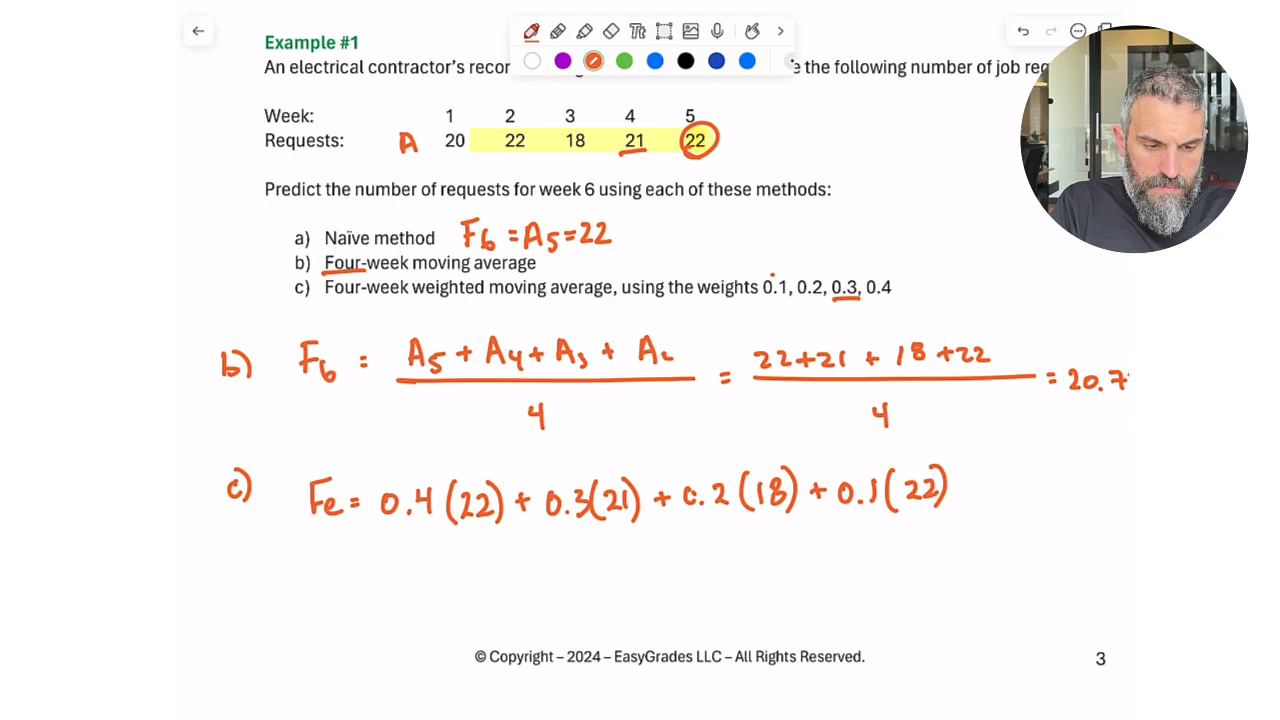 Example #1
An electrical contractor's recor e the following number of job req
Week: 1 2 3 4 5
Requests: A 20 22 18 21 22
Predict the number of requests for week 6 using each of these methods:
a) Naïve method F6 = A5 = 22
b) Four-week moving average
c) Four-week weighted moving average, using the weights 0.1, 0.2, 0.3, 0.4
b) F6 = A5 + A4 + A3 + A2 / 4 = 22+21 + 18 +22 / 4 = 20.7
c) Fe = 0.4 (22) + 0.3(21) + 0.2 (18) + 0.1(22)
© Copyright – 2024 – EasyGrades LLC – All Rights Reserved.
3